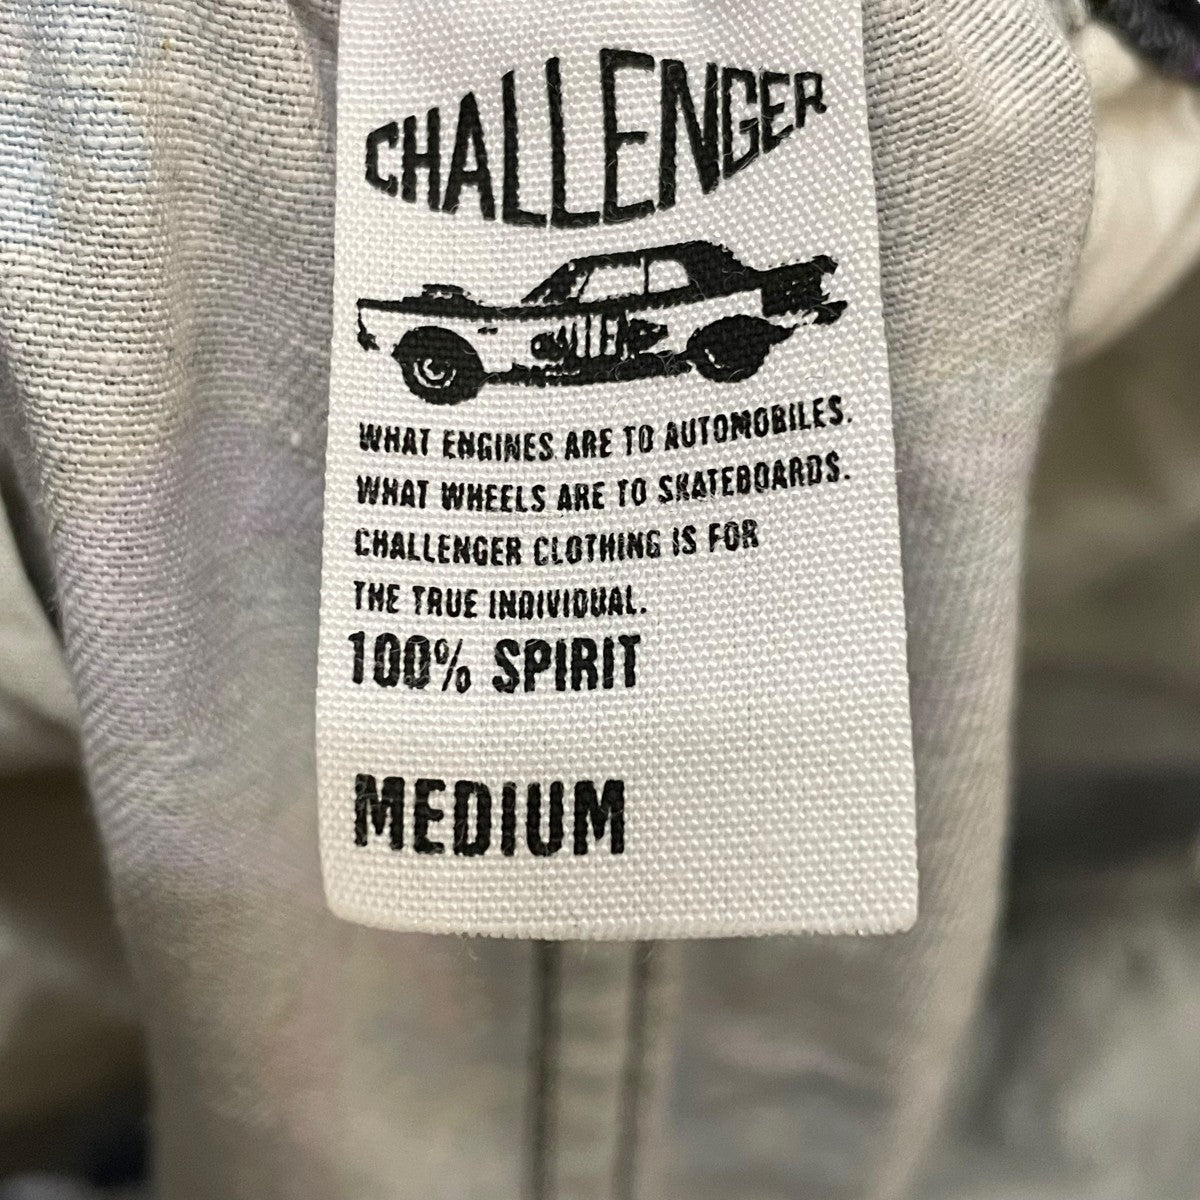 CHALLENGER
WHAT ENGINES ARE TO AUTOMOBILES.
WHAT WHEELS ARE TO SKATEBOARDS.
CHALLENGER CLOTHING IS FOR
THE TRUE INDIVIDUAL.
100% SPIRIT
MEDIUM